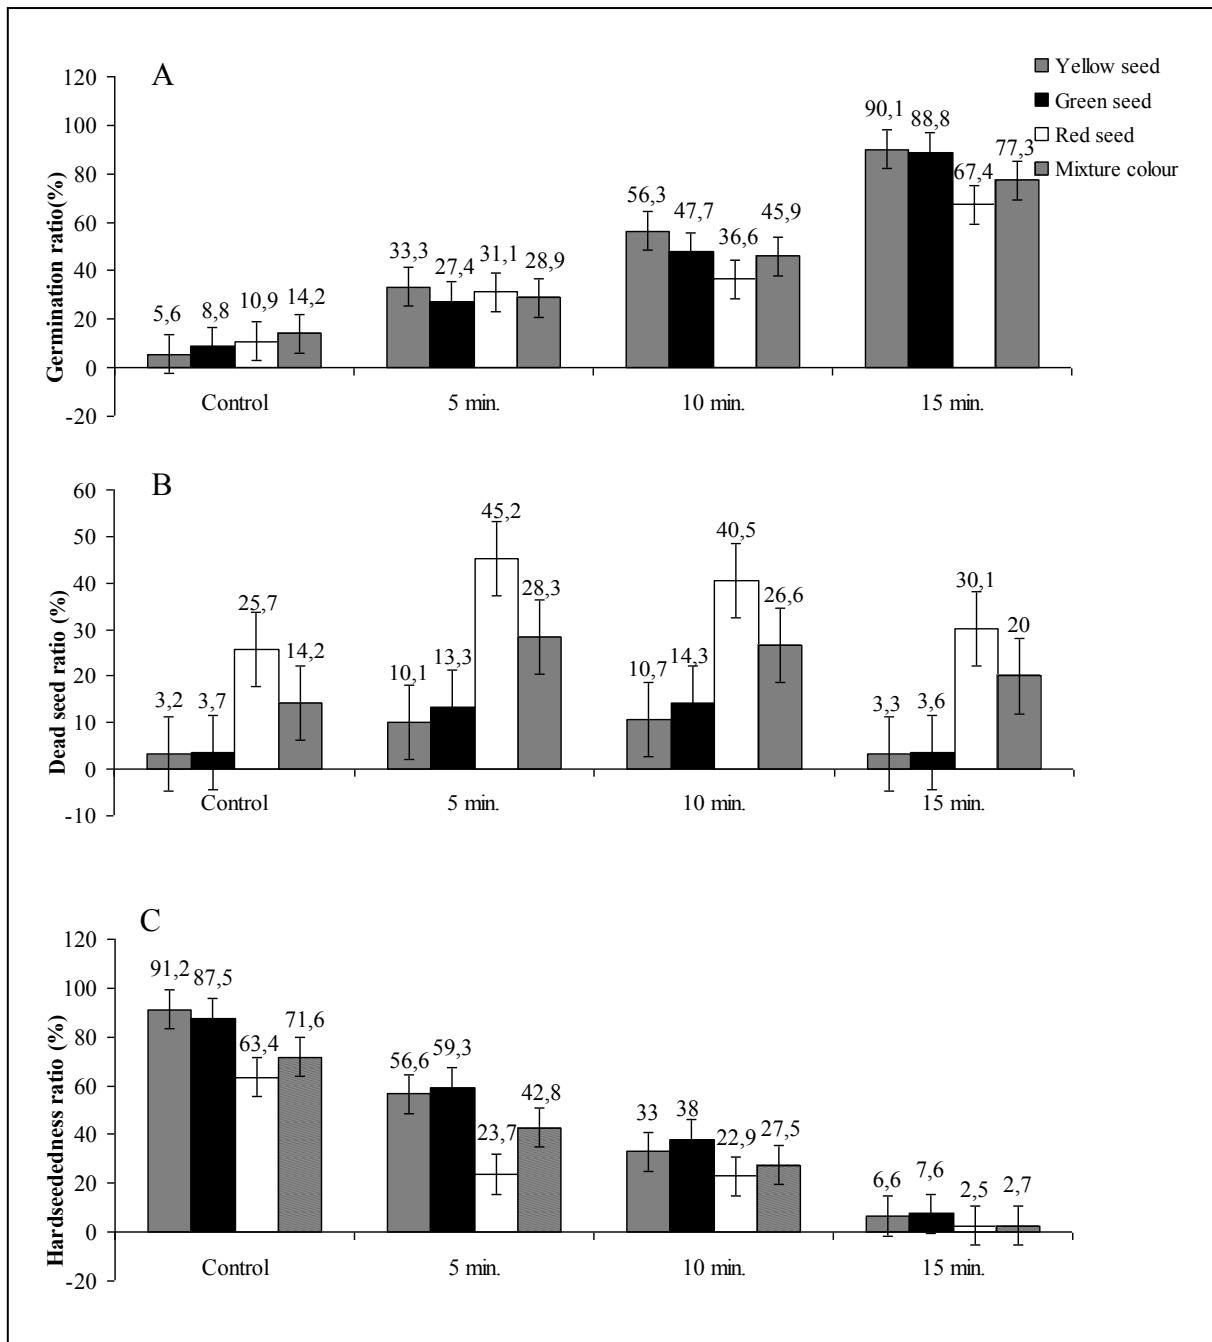 A
Yellow seed
Green seed
Red seed
Mixture colour
Germination ratio(%)
120
100
80
60
40
20
0
-20
5,6 8,8 10,9 14,2
33,3 27,4 31,1 28,9
56,3 47,7 36,6 45,9
90,1 88,8 67,4 77,3
Control 5 min. 10 min. 15 min.
B
Dead seed ratio (%)
60
50
40
30
20
10
0
-10
3,2 3,7 25,7 14,2
10,1 13,3 45,2 28,3
10,7 14,3 40,5 26,6
3,3 3,6 30,1 20
Control 5 min. 10 min. 15 min.
C
Hardseededness ratio (%)
120
100
80
60
40
20
0
-20
91,2 87,5 63,4 71,6
56,6 59,3 23,7 42,8
33 38 22,9 27,5
6,6 7,6 2,5 2,7
Control 5 min. 10 min. 15 min.